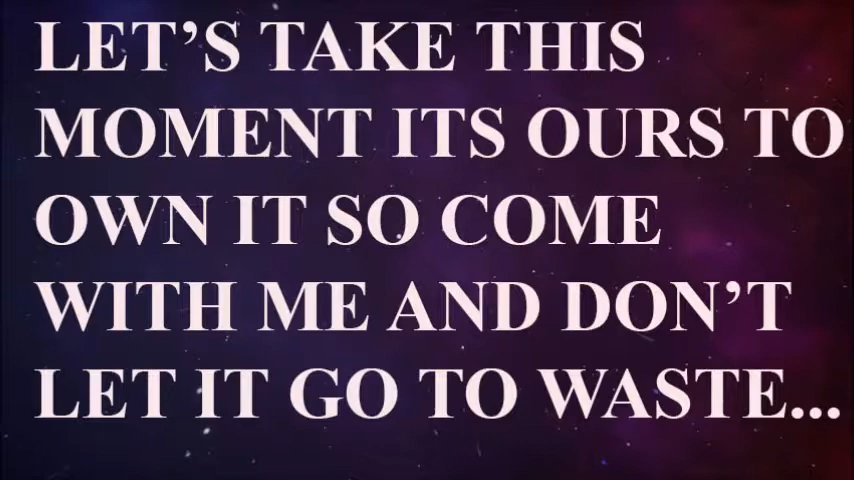 LET’S TAKE THIS
MOMENT ITS OURS TO
OWN IT SO COME
WITH ME AND DON’T
LET IT GO TO WASTE...